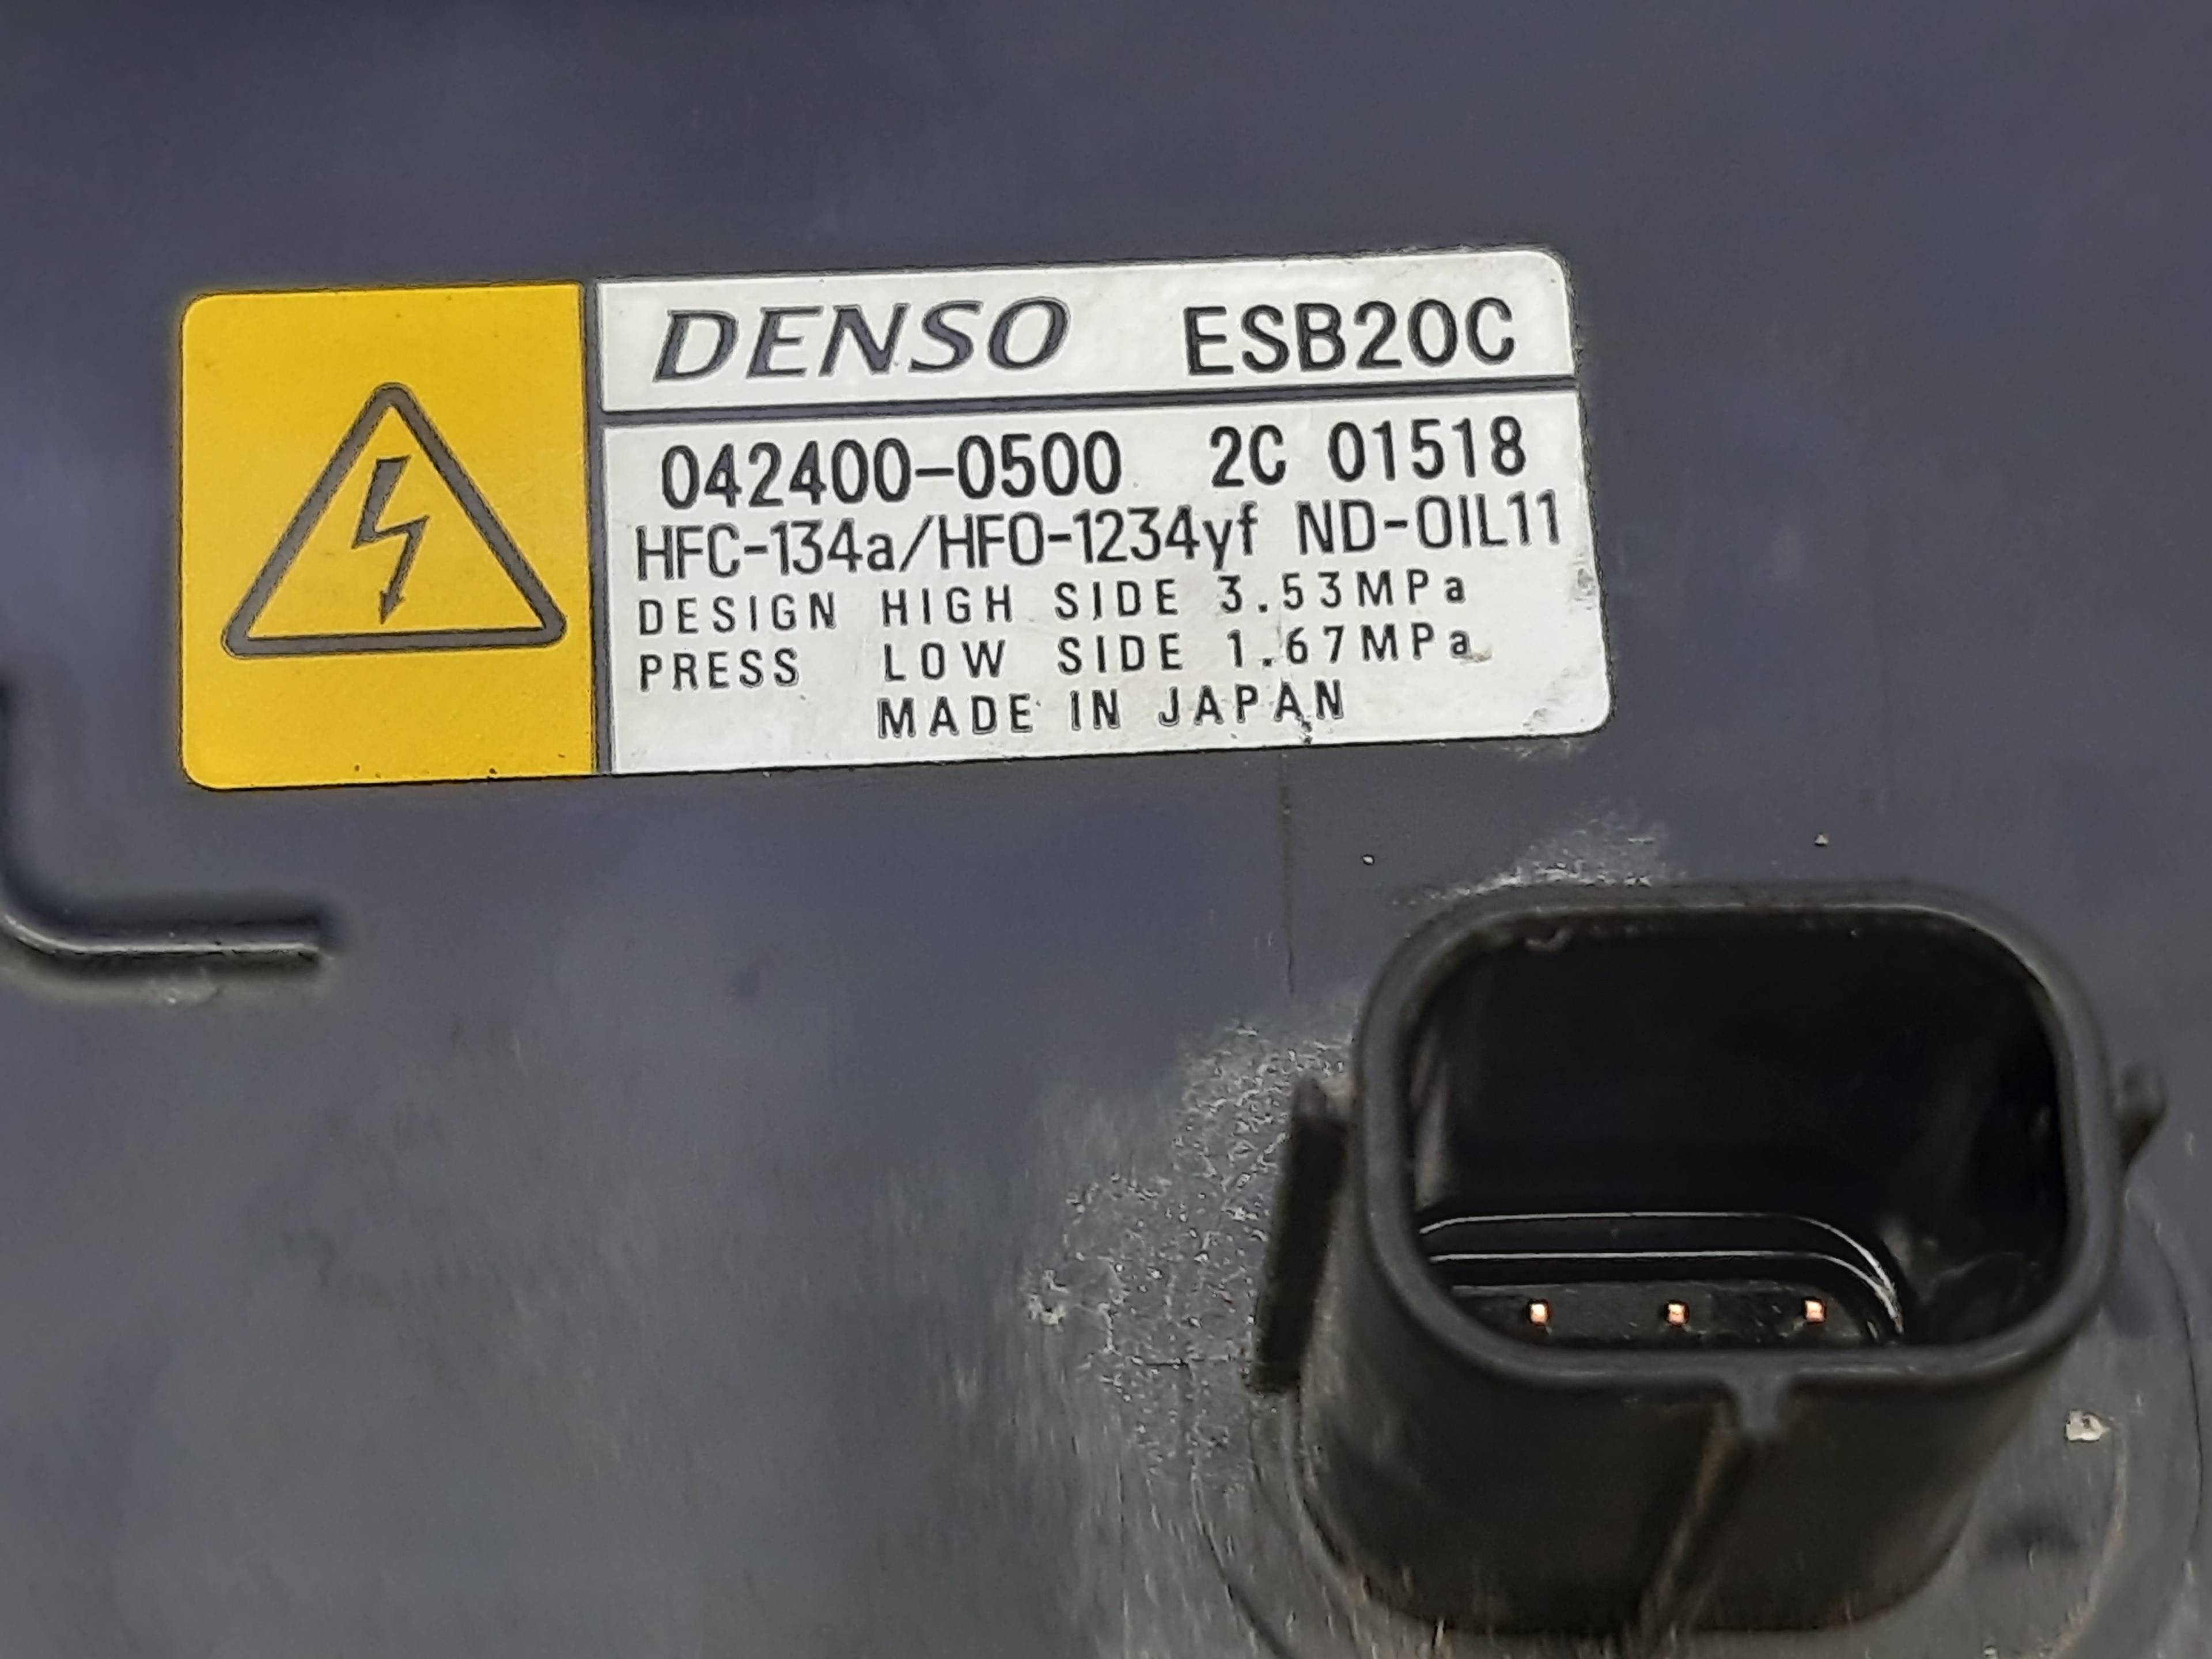 DENSO ESB20C
042400-0500 2C 01518
HFC-134a/HFO-1234yf ND-OIL11
DESIGN HIGH SIDE 3.53MPa
PRESS LOW SIDE 1.67MPa
MADE IN JAPAN